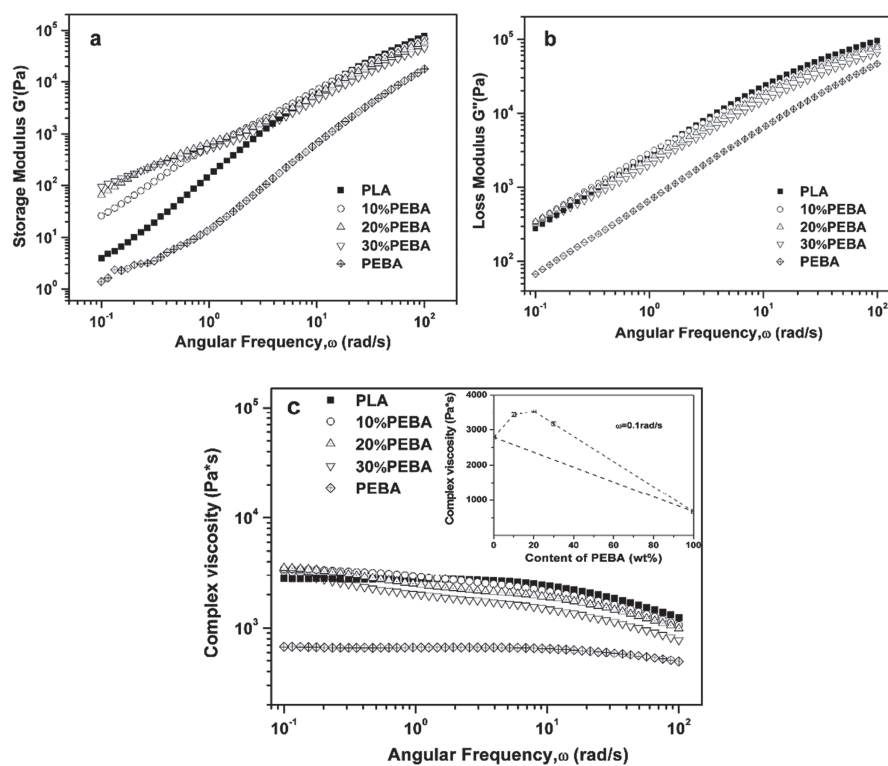 a
Storage Modulus G'(Pa)
10^5
10^4
10^3
10^2
10^1
10^0
PLA
10%PEBA
20%PEBA
30%PEBA
PEBA
10^-1 10^0 10^1 10^2
Angular Frequency,ω (rad/s)
b
Loss Modulus G''(Pa)
10^5
10^4
10^3
10^2
PLA
10%PEBA
20%PEBA
30%PEBA
PEBA
10^-1 10^0 10^1 10^2
Angular Frequency,ω (rad/s)
c
Complex viscosity (Pa*s)
10^5
10^4
10^3
PLA
10%PEBA
20%PEBA
30%PEBA
PEBA
10^-1 10^0 10^1 10^2
Angular Frequency,ω (rad/s)
Complex viscosity (Pa*s)
4000
3000
2000
1000
ω=0.1rad/s
0 20 40 60 80 100
Content of PEBA (wt%)